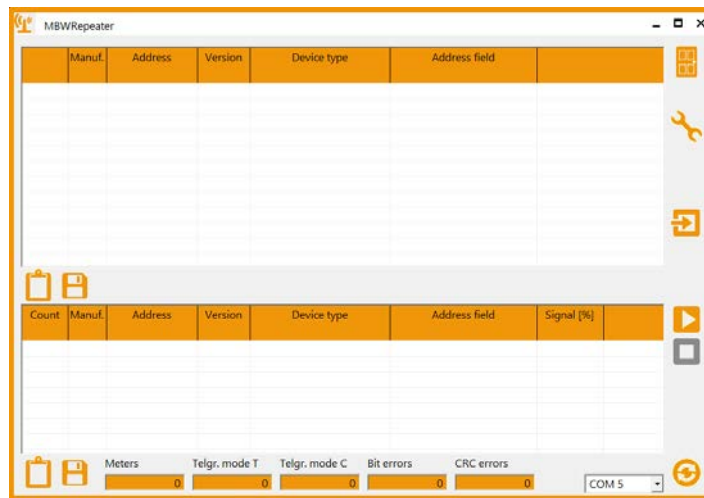 MBWRepeater
Manuf. Address Version Device type Address field
Count Manuf. Address Version Device type Address field Signal [%]
Meters Telgr. mode T Telgr. mode C Bit errors CRC errors
0 0 0 0 0
COM 5